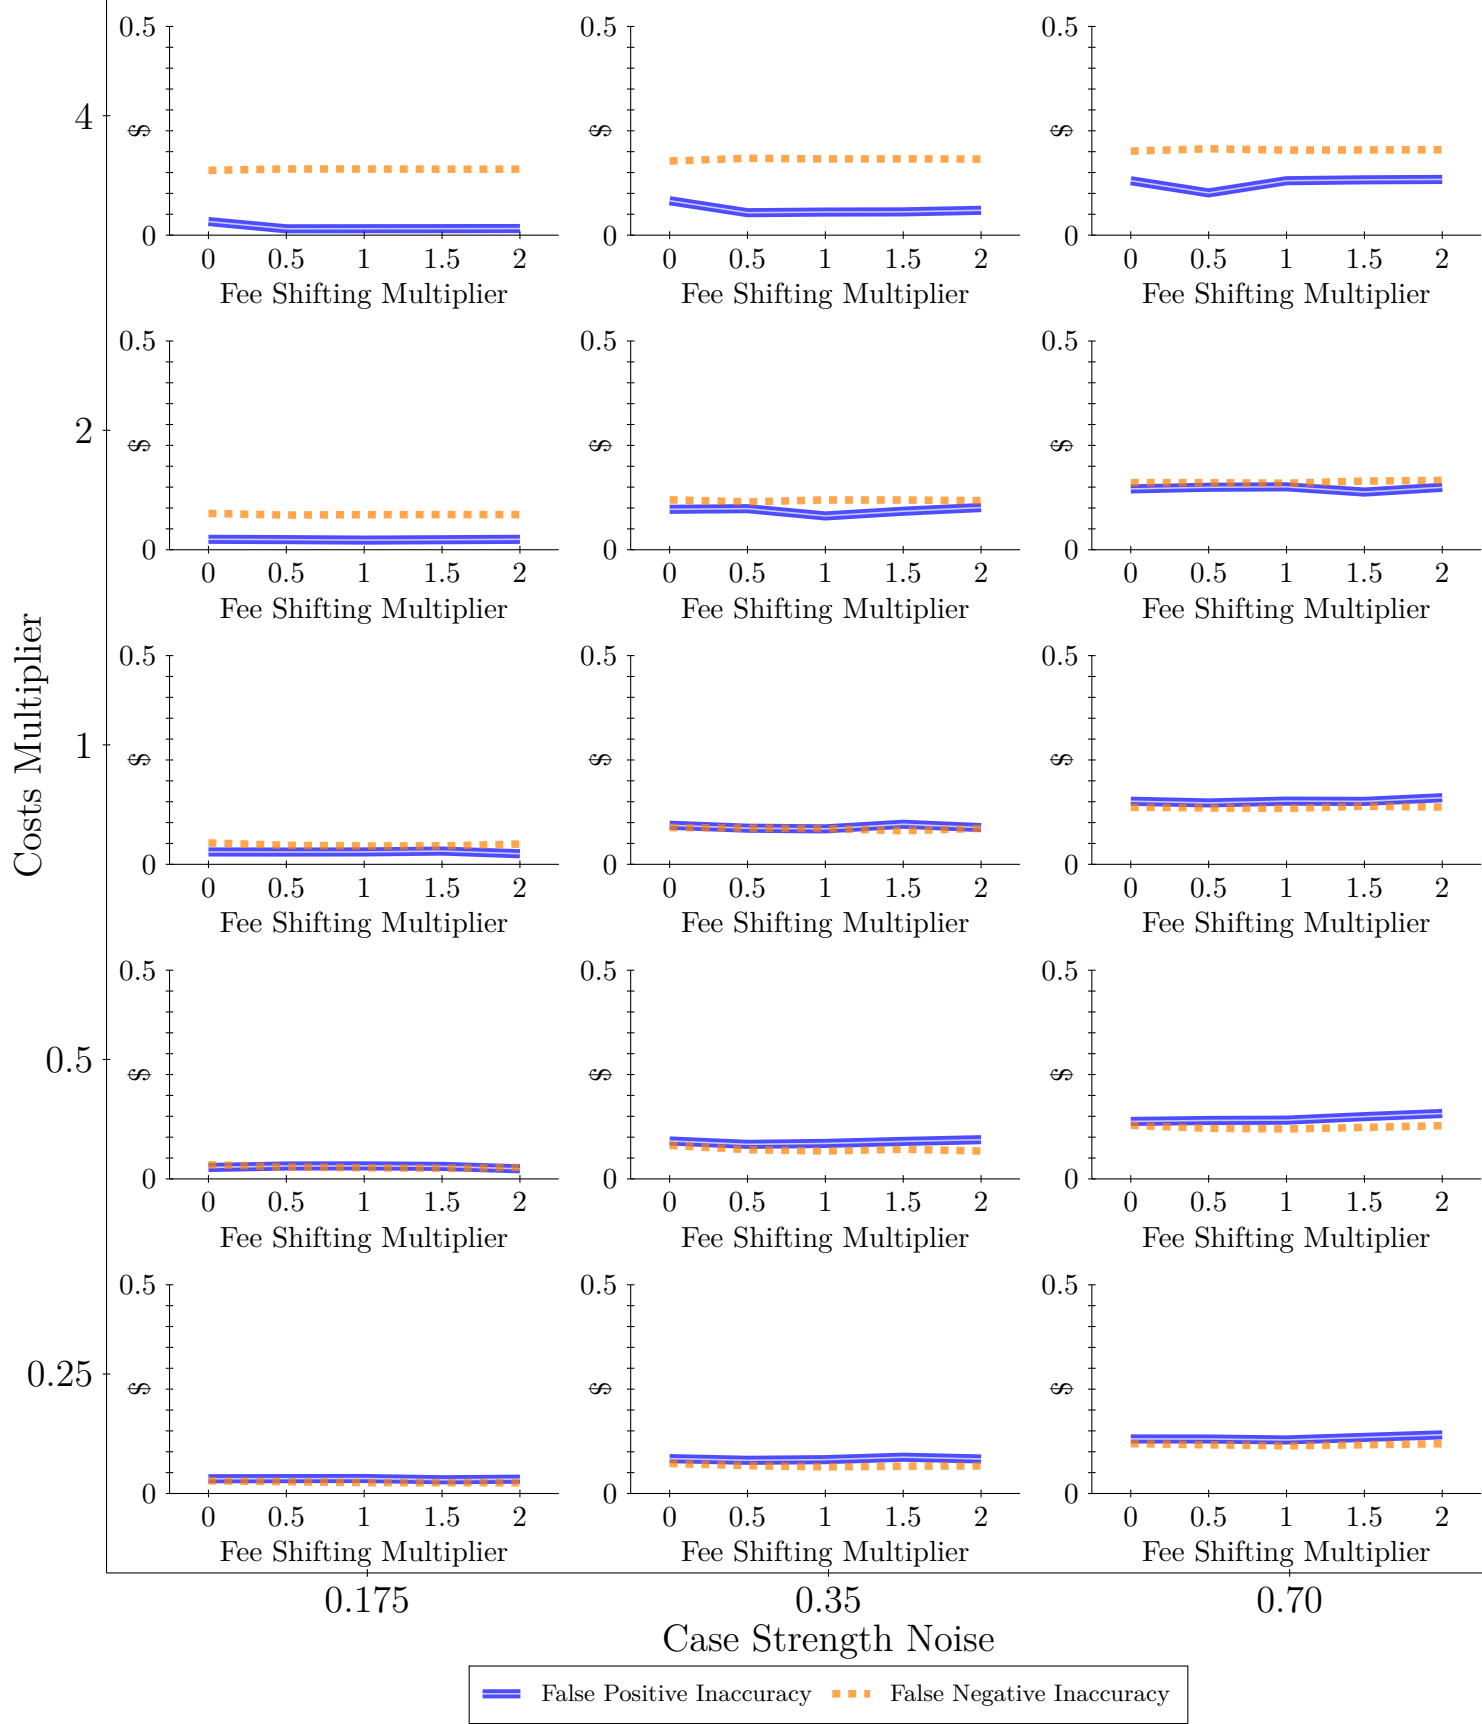 0.5 0.5 0.5
4 $ $ $
0 0 0
0 0.5 1 1.5 2 0 0.5 1 1.5 2 0 0.5 1 1.5 2
Fee Shifting Multiplier Fee Shifting Multiplier Fee Shifting Multiplier
0.5 0.5 0.5
2 $ $ $
0 0 0
0 0.5 1 1.5 2 0 0.5 1 1.5 2 0 0.5 1 1.5 2
Fee Shifting Multiplier Fee Shifting Multiplier Fee Shifting Multiplier
Costs Multiplier
0.5 0.5 0.5
1 $ $ $
0 0 0
0 0.5 1 1.5 2 0 0.5 1 1.5 2 0 0.5 1 1.5 2
Fee Shifting Multiplier Fee Shifting Multiplier Fee Shifting Multiplier
0.5 0.5 0.5
0.5 $ $ $
0 0 0
0 0.5 1 1.5 2 0 0.5 1 1.5 2 0 0.5 1 1.5 2
Fee Shifting Multiplier Fee Shifting Multiplier Fee Shifting Multiplier
0.5 0.5 0.5
0.25 $ $ $
0 0 0
0 0.5 1 1.5 2 0 0.5 1 1.5 2 0 0.5 1 1.5 2
Fee Shifting Multiplier Fee Shifting Multiplier Fee Shifting Multiplier
0.175 0.35 0.70
Case Strength Noise
False Positive Inaccuracy False Negative Inaccuracy